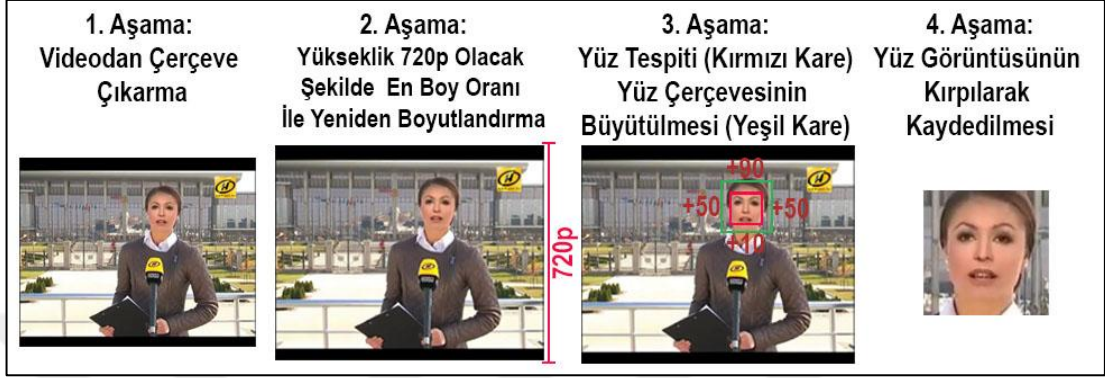 1. Aşama:
Videodan Çerçeve
Çıkarma
2. Aşama:
Yükseklik 720p Olacak
Şekilde En Boy Oranı
İle Yeniden Boyutlandırma
3. Aşama:
Yüz Tespiti (Kırmızı Kare)
Yüz Çerçevesinin
Büyütülmesi (Yeşil Kare)
4. Aşama:
Yüz Görüntüsünün
Kırpılarak
Kaydedilmesi
720p
+90
+50
+50
+10